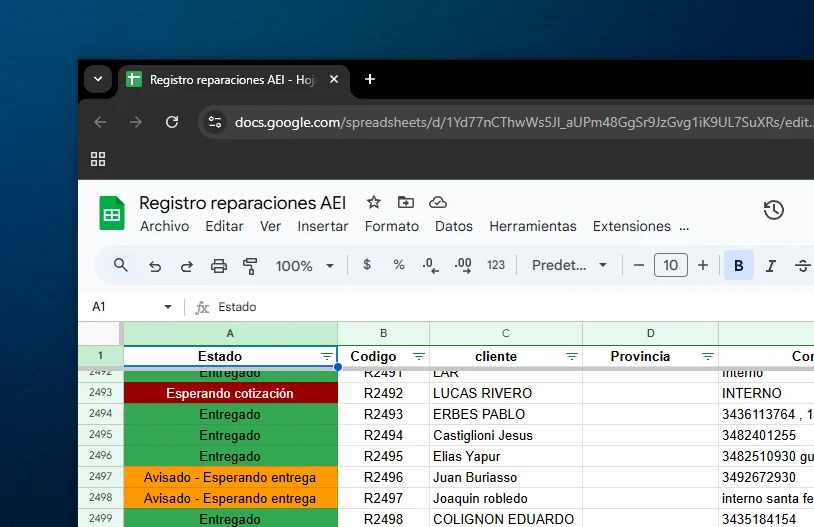 Registro reparaciones AEI - Hoj
docs.google.com/spreadsheets/d/1Yd77nCThwWs5Jl_aUPm48GgSr9JzGvg1iK9UL7SuXRs/edit...
Registro reparaciones AEI
Archivo Editar Ver Insertar Formato Datos Herramientas Extensiones ...
100% $ % .0 .00 123 Predet... − 10 + B I S
A1 fx Estado
A B C D
1 Estado Codigo cliente Provincia Con
2492 Entregado R2491 LAR Interno
2493 Esperando cotización R2492 LUCAS RIVERO INTERNO
2494 Entregado R2493 ERBES PABLO 3436113764 , 1
2495 Entregado R2494 Castiglioni Jesus 3482401255
2496 Entregado R2495 Elias Yapur 3482510930 gu
2497 Avisado - Esperando entrega R2496 Juan Buriasso 3492672930
2498 Avisado - Esperando entrega R2497 Joaquin robledo interno santa fe
2499 Entregado R2498 COLIGNON EDUARDO 3435184154